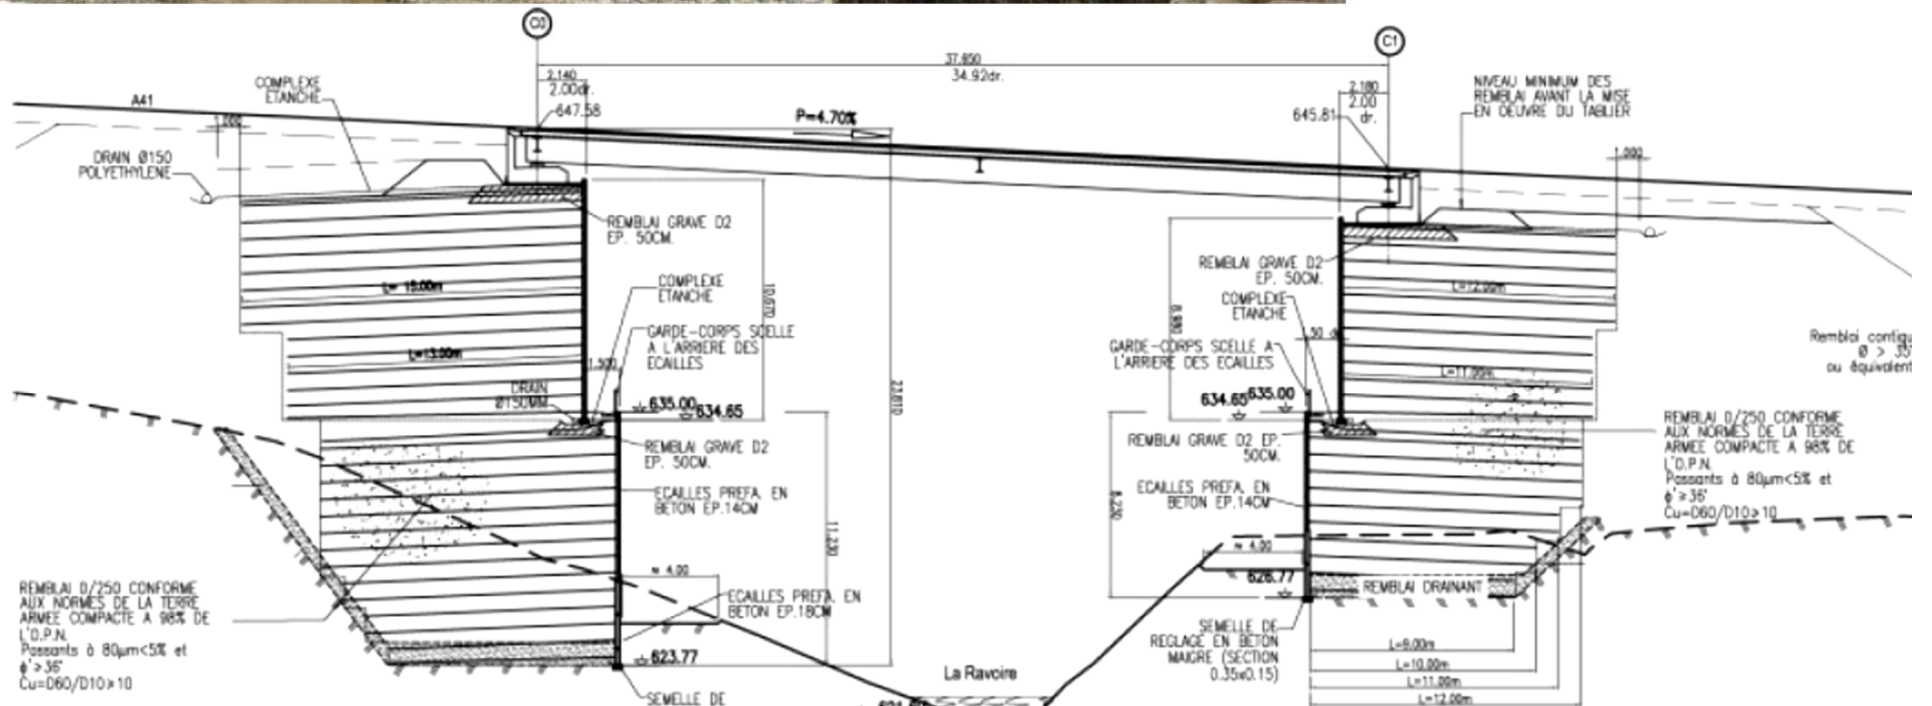 C0
C1
37.850
34.92dr.
2.140
2.00dr.
647.58
P=4.70%
2.180
2.00
dr.
645.81
NIVEAU MINIMUM DES
REMBLAI AVANT LA MISE
EN OEUVRE DU TABLIER
COMPLEXE
ETANCHE
A41
1.000
1.000
DRAIN Ø150
POLYETHYLENE
REMBLAI GRAVE D2
EP. 50CM.
REMBLAI GRAVE D2
EP. 50CM.
L= 15.00m
L=13.00m
COMPLEXE
ETANCHE
10.670
GARDE-CORPS SCELLE
A L'ARRIERE DES
ECAILLES
1.500
DRAIN
Ø150MM
635.00
634.65
COMPLEXE
ETANCHE
GARDE-CORPS SCELLE A
L'ARRIERE DES ECAILLES
634.65
635.00
L=12.00m
L=11.00m
Remblai contigu
ou équivalent
REMBLAI GRAVE D2
EP. 50CM.
ECAILLES PREFA. EN
BETON EP.14CM
11.230
≈ 4.00
ECAILLES PREFA. EN
BETON EP.18CM
623.77
SEMELLE DE
REMBLAI D/250 CONFORME
AUX NORMES DE LA TERRE
ARMEE COMPACTE A 98% DE
L'O.P.N.
Passants à 80µm<5% et
ϕ'≥36°
Cu=D60/D10≥10
REMBLAI GRAVE D2 EP.
50CM.
ECAILLES PREFA. EN
BETON EP.14CM
8.230
≈ 4.00
626.77
REMBLAI DRAINANT
SEMELLE DE
REGLAGE EN BETON
MAIGRE (SECTION
0.35x0.15)
La Ravoire
L=9.00m
L=10.00m
L=11.00m
L=12.00m
REMBLAI D/250 CONFORME
AUX NORMES DE LA TERRE
ARMEE COMPACTE A 98% DE
L'O.P.N.
Passants à 80µm<5% et
ϕ'≥36°
Cu=D60/D10≥10